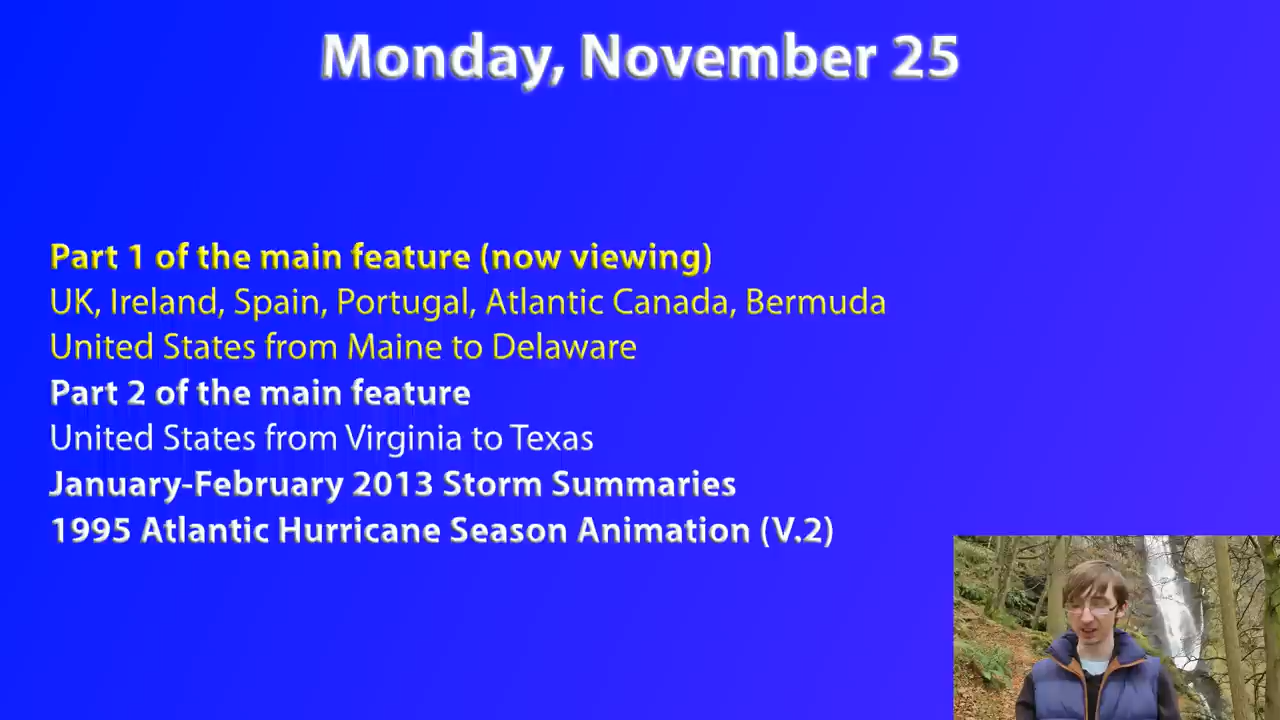 Monday, November 25
Part 1 of the main feature (now viewing)
UK, Ireland, Spain, Portugal, Atlantic Canada, Bermuda
United States from Maine to Delaware
Part 2 of the main feature
United States from Virginia to Texas
January-February 2013 Storm Summaries
1995 Atlantic Hurricane Season Animation (V.2)